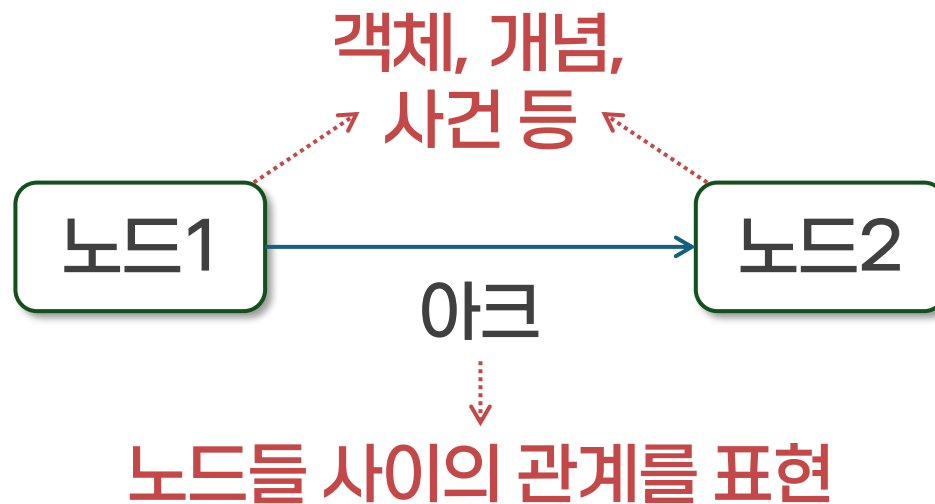 객체, 개념,
사건 등
노드1
노드2
아크
노드들 사이의 관계를 표현